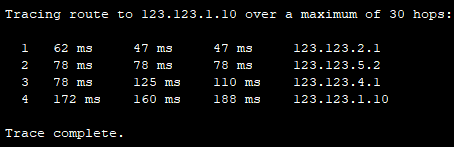 Tracing route to 123.123.1.10 over a maximum of 30 hops:
1 62 ms 47 ms 47 ms 123.123.2.1
2 78 ms 78 ms 78 ms 123.123.5.2
3 78 ms 125 ms 110 ms 123.123.4.1
4 172 ms 160 ms 188 ms 123.123.1.10
Trace complete.